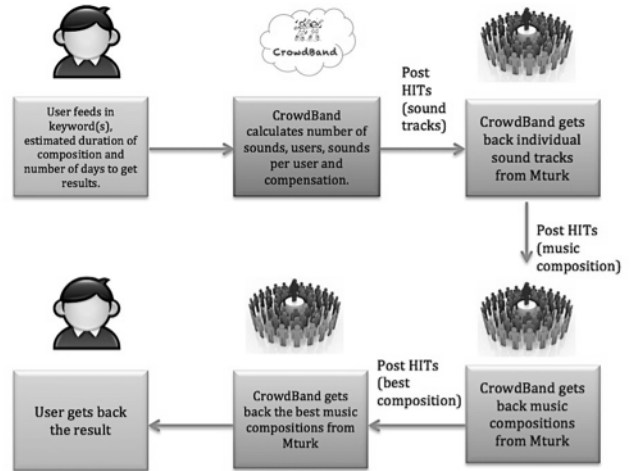 CrowdBand
User feeds in
keyword(s),
estimated duration of
composition and
number of days to get
results.
CrowdBand
calculates number of
sounds, users, sounds
per user and
compensation.
Post
HITs
(sound
tracks)
CrowdBand gets
back individual
sound tracks
from Mturk
Post HITs
(music
composition)
CrowdBand gets
back music
compositions
from Mturk
Post HITs
(best
composition)
CrowdBand gets
back the best music
compositions from
Mturk
User gets back
the result